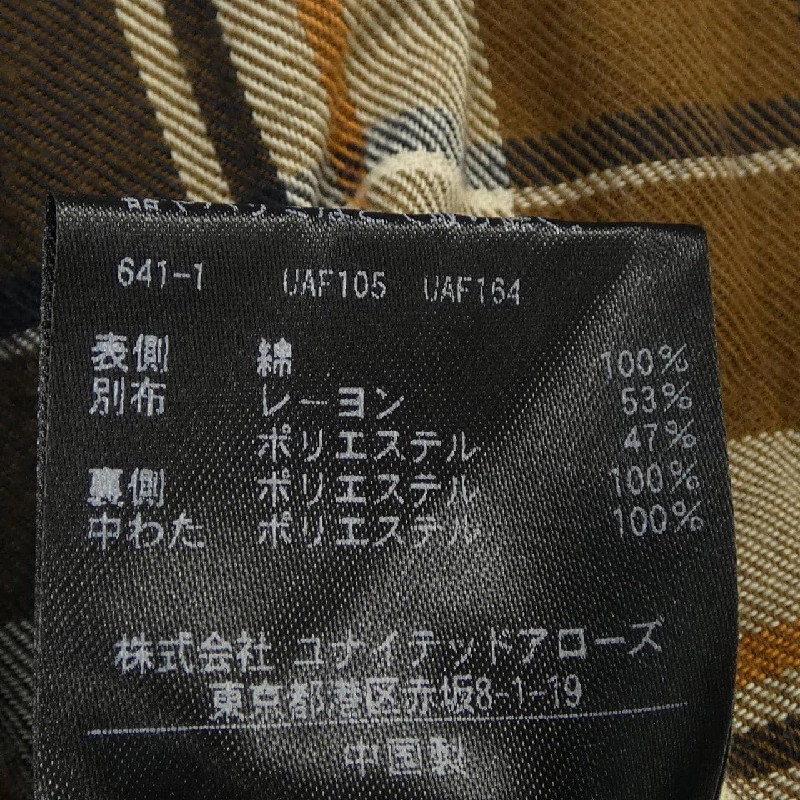 641-1 UAF105 UAF164
表側 綿 100%
別布 レーヨン 53%
ポリエステル 47%
裏側 ポリエステル 100%
中わた ポリエステル 100%
株式会社 ユナイテッドアローズ
東京都港区赤坂8-1-19
中国製